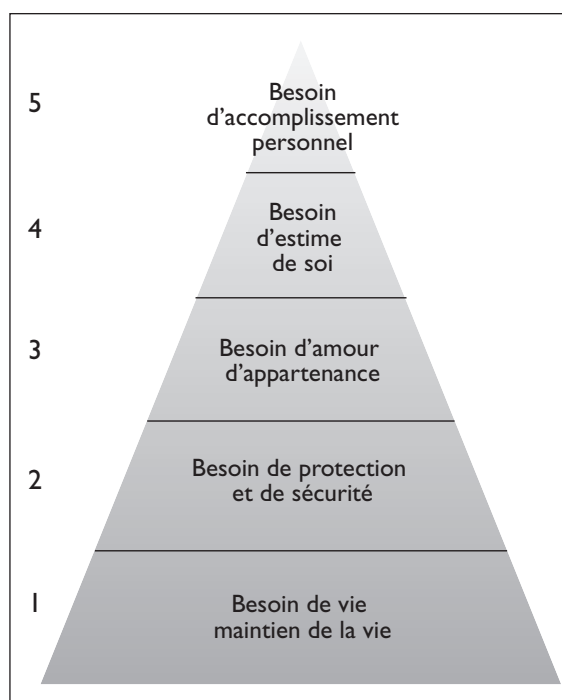 5
Besoin
d'accomplissement
personnel
4
Besoin
d'estime
de soi
3
Besoin d'amour
d'appartenance
2
Besoin de protection
et de sécurité
1
Besoin de vie
maintien de la vie